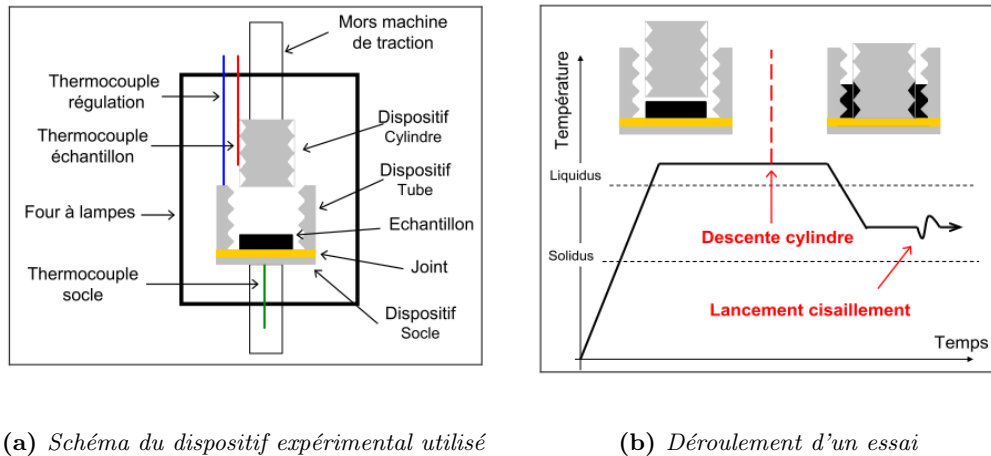 Mors machine
de traction
Thermocouple
régulation
Thermocouple
échantillon
Four à lampes
Thermocouple
socle
Dispositif
Cylindre
Dispositif
Tube
Echantillon
Joint
Dispositif
Socle
Température
Liquidus
Solidus
Descente cylindre
Lancement cisaillement
Temps
(a) Schéma du dispositif expérimental utilisé
(b) Déroulement d'un essai